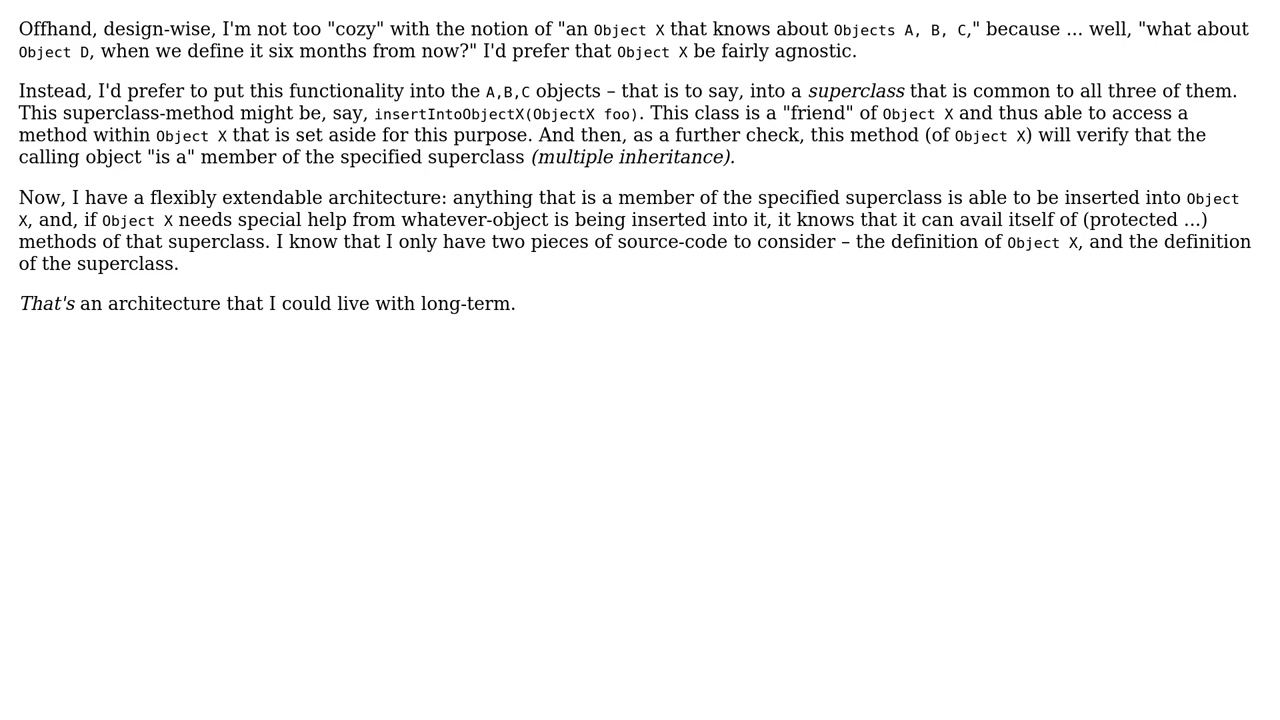 Offhand, design-wise, I'm not too "cozy" with the notion of "an Object X that knows about Objects A, B, C," because ... well, "what about
Object D, when we define it six months from now?" I'd prefer that Object X be fairly agnostic.
Instead, I'd prefer to put this functionality into the A,B,C objects – that is to say, into a superclass that is common to all three of them.
This superclass-method might be, say, insertIntoObjectX(ObjectX foo). This class is a "friend" of Object X and thus able to access a
method within Object X that is set aside for this purpose. And then, as a further check, this method (of Object X) will verify that the
calling object "is a" member of the specified superclass (multiple inheritance).
Now, I have a flexibly extendable architecture: anything that is a member of the specified superclass is able to be inserted into Object
X, and, if Object X needs special help from whatever-object is being inserted into it, it knows that it can avail itself of (protected ...)
methods of that superclass. I know that I only have two pieces of source-code to consider – the definition of Object X, and the definition
of the superclass.
That's an architecture that I could live with long-term.